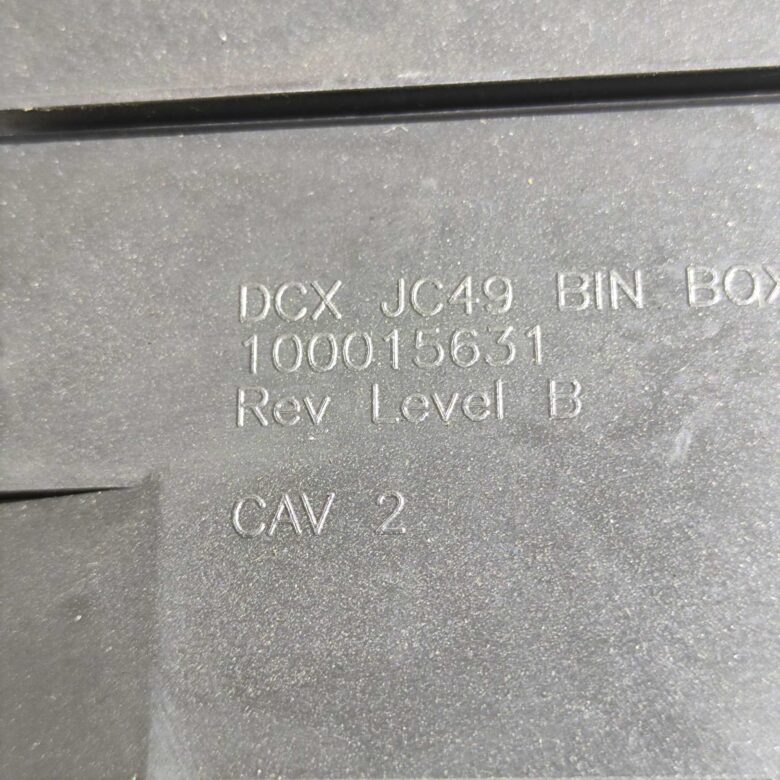 DCX JC49 BIN BOX
100015631
Rev Level B
CAV 2